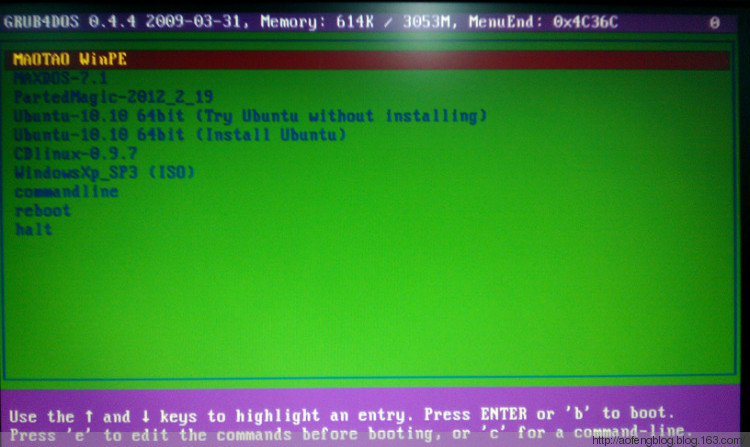 GRUB4DOS 0.4.4 2009-03-31, Memory: 614K / 3053M, MenuEnd: 0x4C36C 0
MAOTAO WinPE
MAXDOS-7.1
PartedMagic-2012_2_19
Ubuntu-10.10 64bit (Try Ubuntu without installing)
Ubuntu-10.10 64bit (Install Ubuntu)
CDlinux-0.9.7
WindowsXp_SP3 (ISO)
commandline
reboot
halt
Use the ↑ and ↓ keys to highlight an entry. Press ENTER or 'b' to boot.
Press 'e' to edit the commands before booting, or 'c' for a command-line.
http://aofengblog.blog.163.com